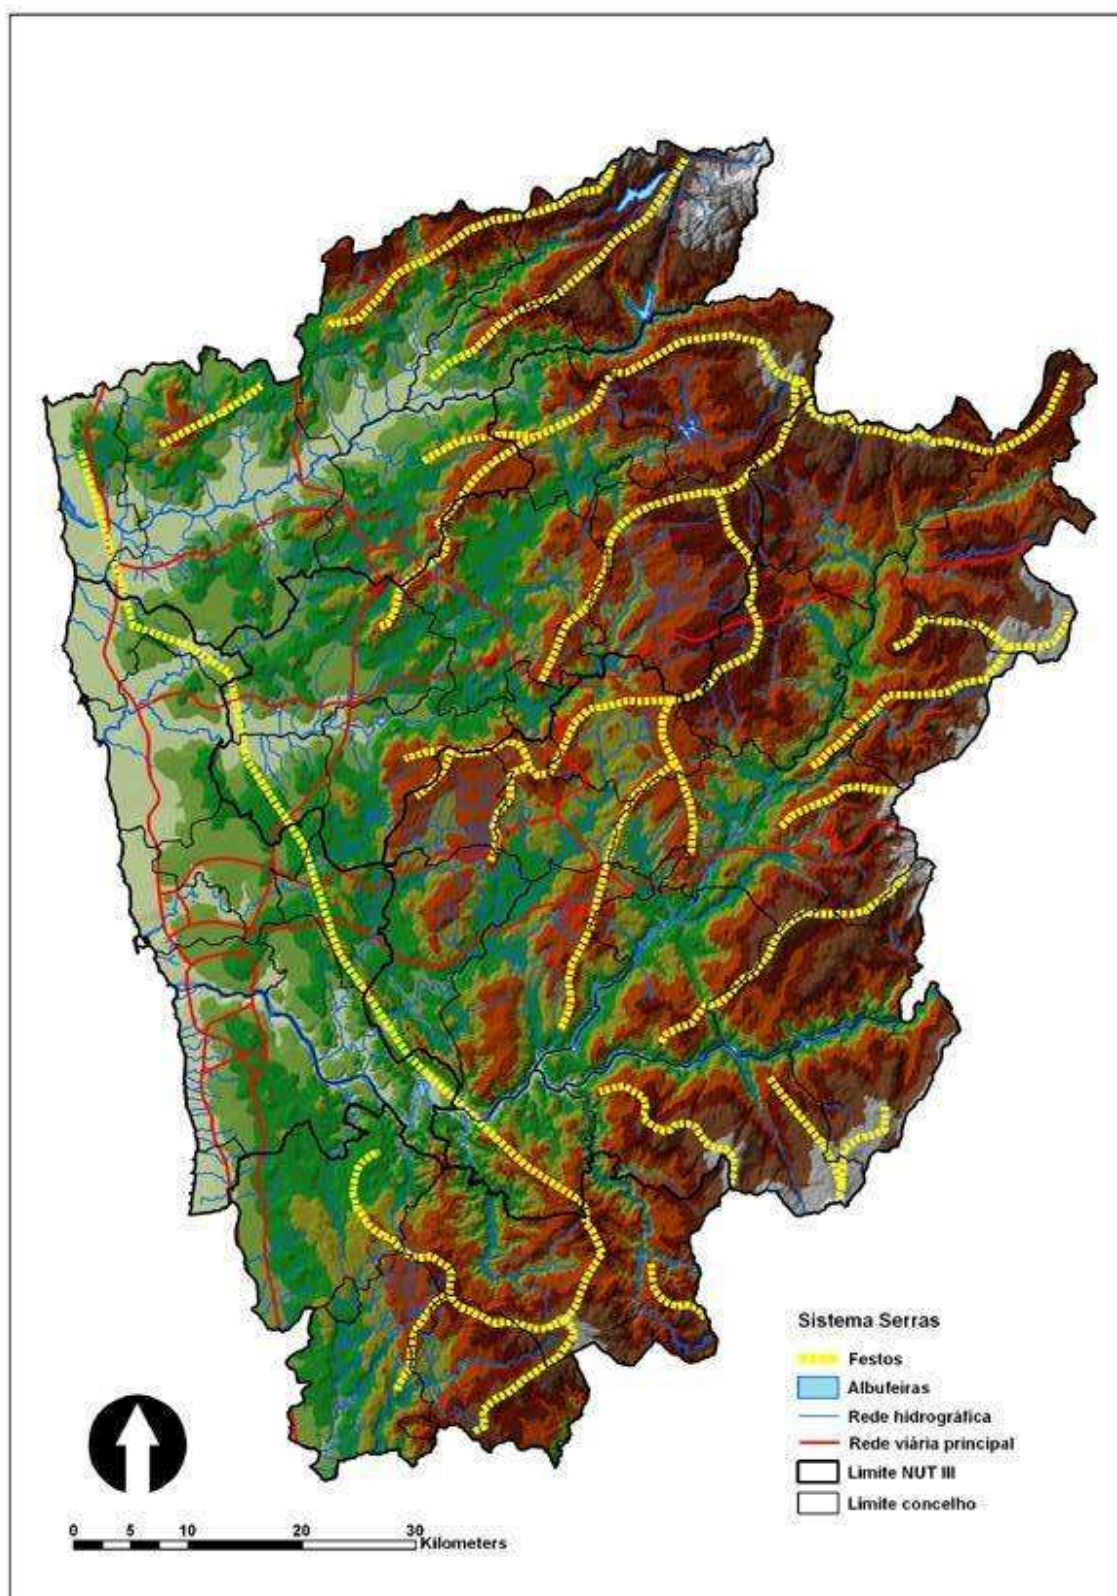 Sistema Serras
Festos
Albufeiras
Rede hidrográfica
Rede viária principal
Limite NUT III
Limite concelho
0 5 10 20 30
Kilometers